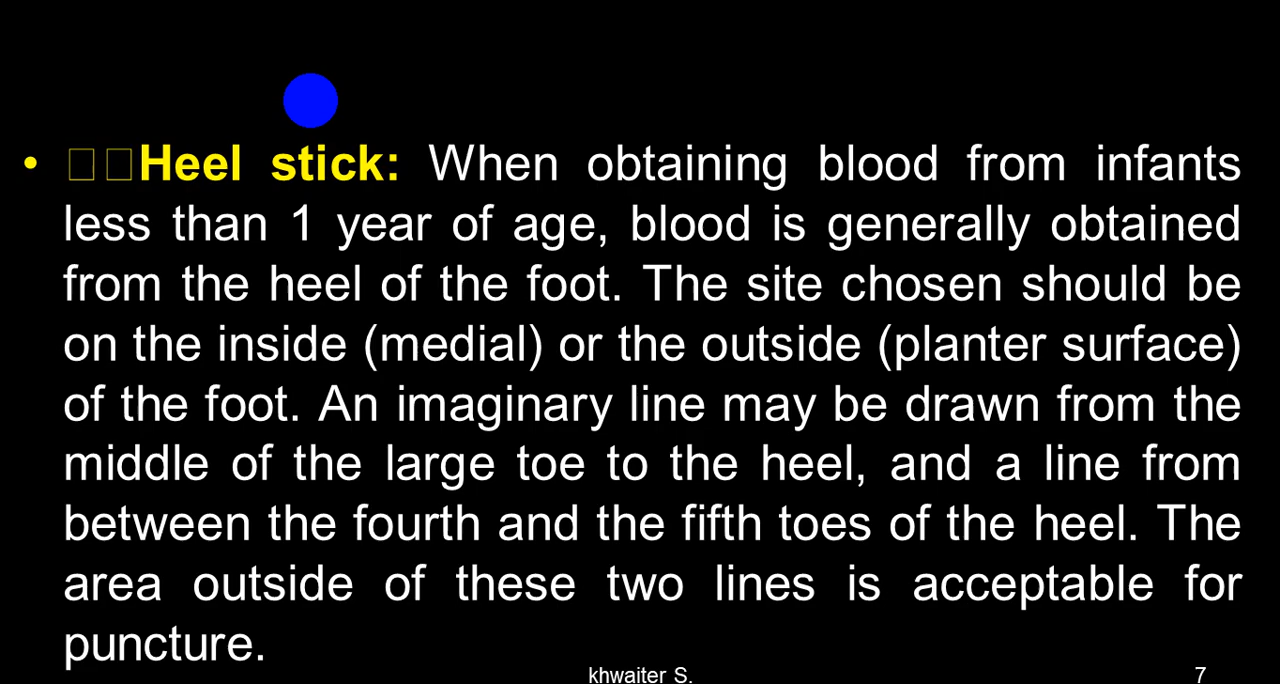 • □□Heel stick: When obtaining blood from infants
less than 1 year of age, blood is generally obtained
from the heel of the foot. The site chosen should be
on the inside (medial) or the outside (planter surface)
of the foot. An imaginary line may be drawn from the
middle of the large toe to the heel, and a line from
between the fourth and the fifth toes of the heel. The
area outside of these two lines is acceptable for
puncture.
khwaiter S.
7